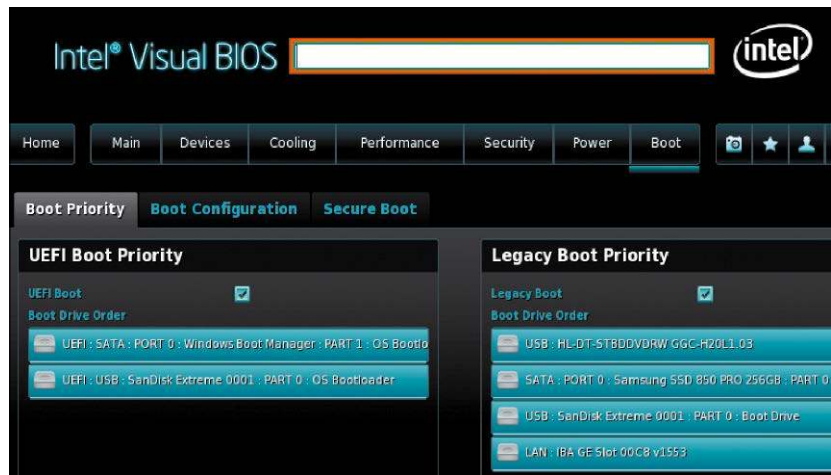 Intel® Visual BIOS
intel
Home Main Devices Cooling Performance Security Power Boot
Boot Priority Boot Configuration Secure Boot
UEFI Boot Priority
UEFI Boot
Boot Drive Order
UEFI : SATA : PORT 0 : Windows Boot Manager : PART 1 : OS Bootlo
UEFI : USB : SanDisk Extreme 0001 : PART 0 : OS Bootloader
Legacy Boot Priority
Legacy Boot
Boot Drive Order
USB : HL-DT-STBDDVDRW GGC-H20L1.03
SATA : PORT 0 : Samsung SSD 850 PRO 256GB : PART 0
USB : SanDisk Extreme 0001 : PART 0 : Boot Drive
LAN : IBA GE Slot 00C8 v1553